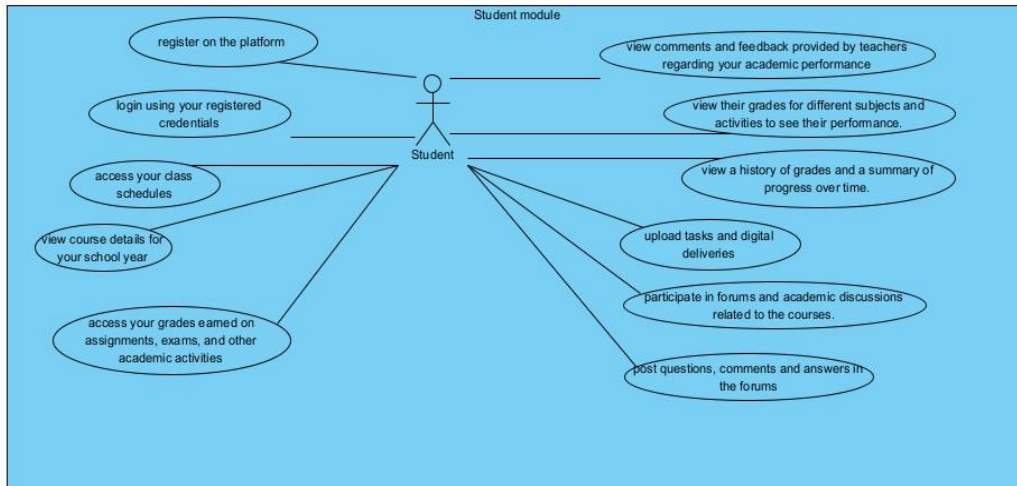 Student module
register on the platform
login using your registered
credentials
access your class
schedules
view course details for
your school year
access your grades earned on
assignments, exams, and other
academic activities
Student
view comments and feedback provided by teachers
regarding your academic performance
view their grades for different subjects and
activities to see their performance.
view a history of grades and a summary of
progress over time.
upload tasks and digital
deliveries
participate in forums and academic discussions
related to the courses.
post questions, comments and answers in
the forums